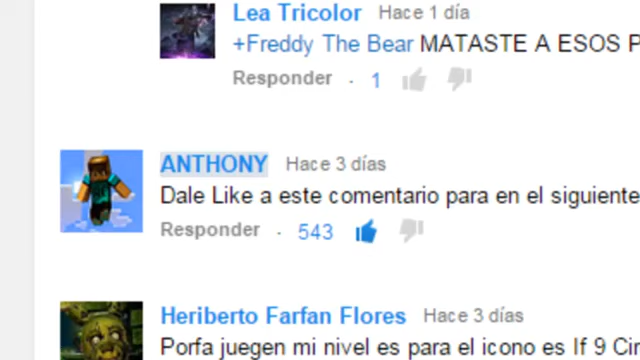 Lea Tricolor Hace 1 día
+Freddy The Bear MATASTE A ESOS P
Responder · 1
ANTHONY Hace 3 días
Dale Like a este comentario para en el siguiente
Responder · 543
Heriberto Farfan Flores Hace 3 días
Porfa juegen mi nivel es para el icono es If 9 Cir